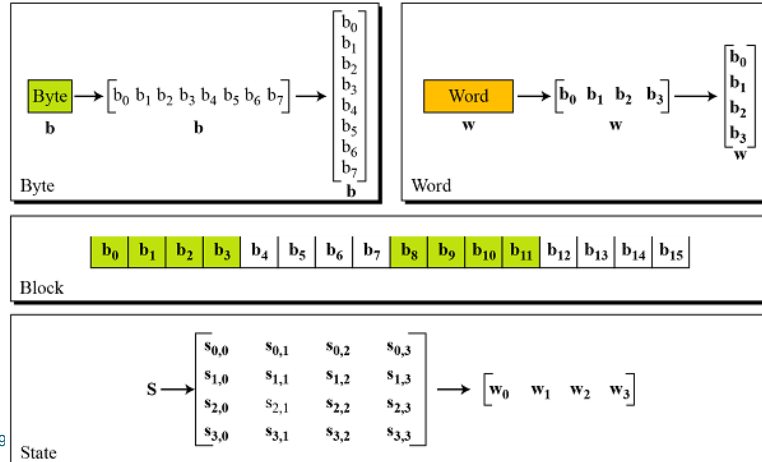 Byte → [b0 b1 b2 b3 b4 b5 b6 b7] →
b
b
b0
b1
b2
b3
b4
b5
b6
b7
b
Byte
Word → [b0 b1 b2 b3] →
w
w
b0
b1
b2
b3
w
Word
b0 b1 b2 b3 b4 b5 b6 b7 b8 b9 b10 b11 b12 b13 b14 b15
Block
S → [
s0,0 s0,1 s0,2 s0,3
s1,0 s1,1 s1,2 s1,3
s2,0 s2,1 s2,2 s2,3
s3,0 s3,1 s3,2 s3,3
] → [w0 w1 w2 w3]
g
State